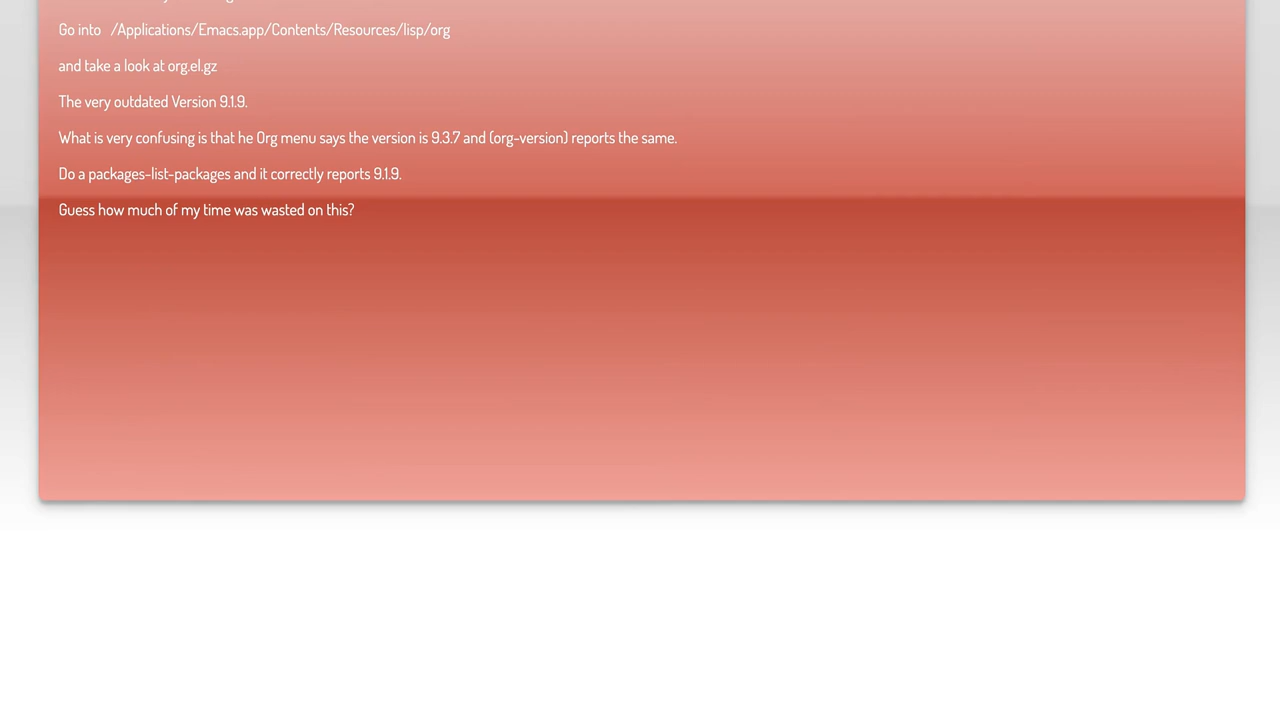 Go into /Applications/Emacs.app/Contents/Resources/lisp/org
and take a look at org.el.gz
The very outdated Version 9.1.9.
What is very confusing is that he Org menu says the version is 9.3.7 and (org-version) reports the same.
Do a packages-list-packages and it correctly reports 9.1.9.
Guess how much of my time was wasted on this?